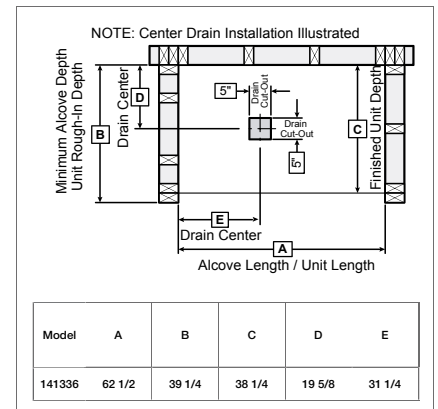 NOTE: Center Drain Installation Illustrated
Minimum Alcove Depth
Unit Rough-In Depth
B
Drain Center
D
5"
Drain
Cut-Out
Drain
Cut-Out
5"
C
Finished Unit Depth
E
Drain Center
A
Alcove Length / Unit Length
Model A B C D E
141336 62 1/2 39 1/4 38 1/4 19 5/8 31 1/4